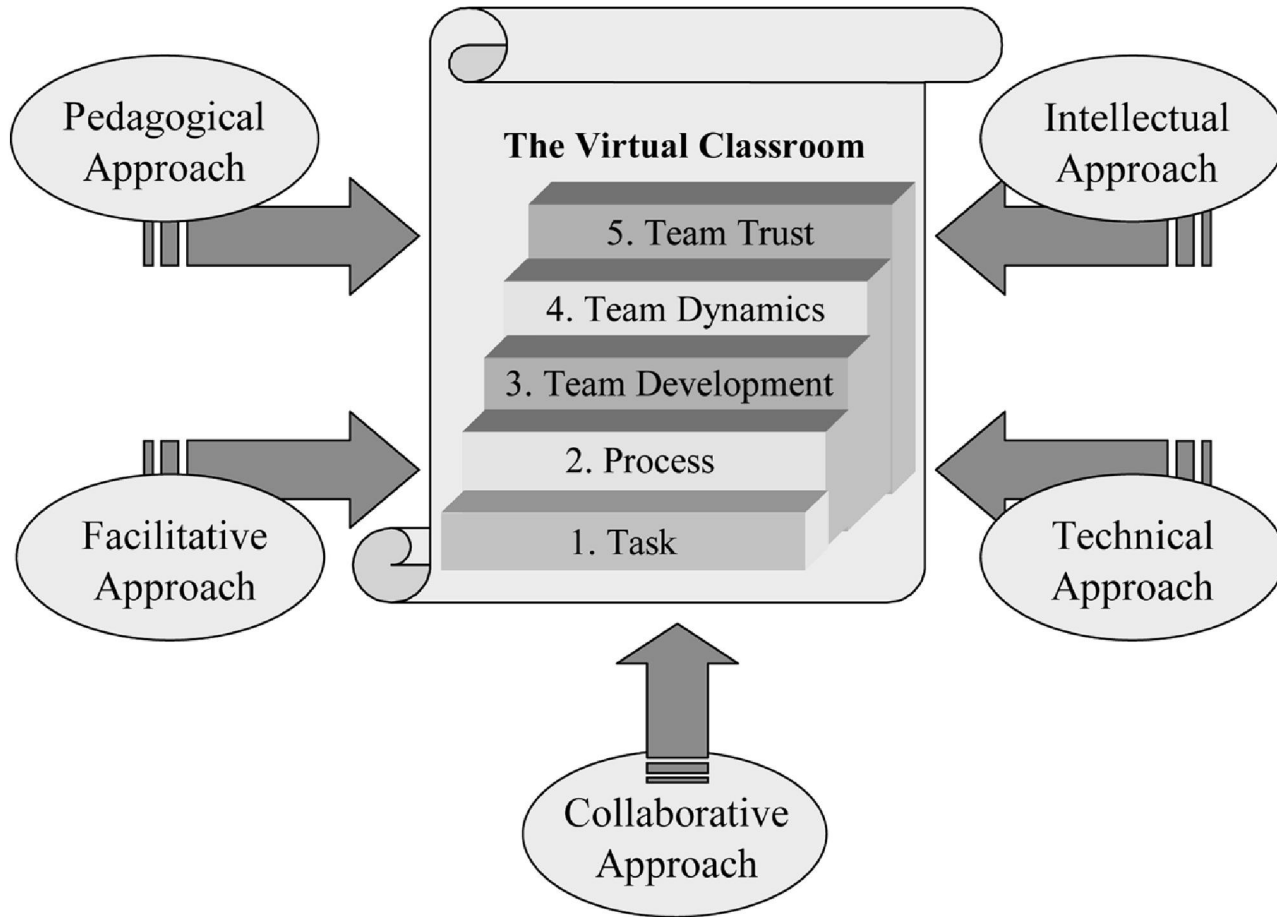 Pedagogical
Approach
Intellectual
Approach
The Virtual Classroom
5. Team Trust
4. Team Dynamics
3. Team Development
2. Process
1. Task
Facilitative
Approach
Technical
Approach
Collaborative
Approach